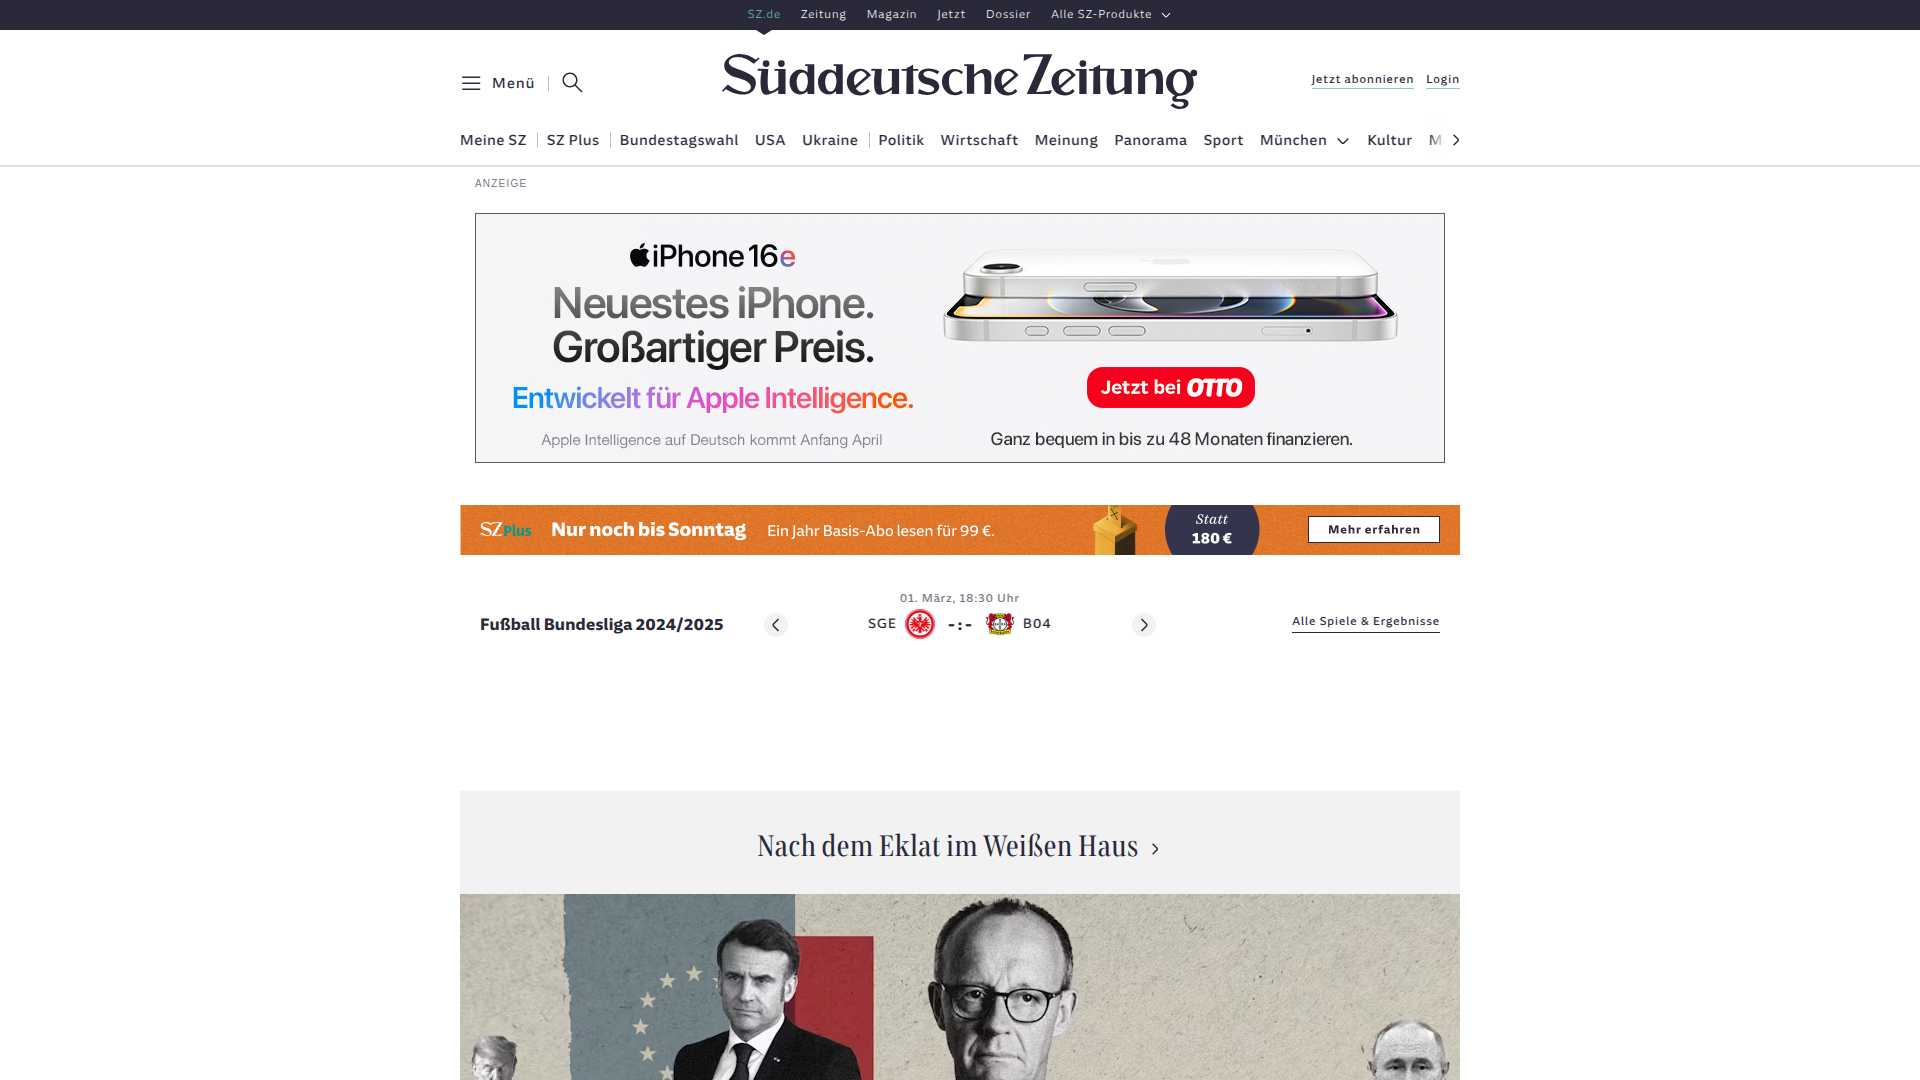 SZ.de Zeitung Magazin Jetzt Dossier Alle SZ-Produkte
Menü
Süddeutsche Zeitung
Jetzt abonnieren Login
Meine SZ SZ Plus Bundestagswahl USA Ukraine Politik Wirtschaft Meinung Panorama Sport München Kultur M
ANZEIGE
iPhone 16e
Neuestes iPhone.
Großartiger Preis.
Entwickelt für Apple Intelligence.
Apple Intelligence auf Deutsch kommt Anfang April
Jetzt bei OTTO
Ganz bequem in bis zu 48 Monaten finanzieren.
SZ Plus Nur noch bis Sonntag Ein Jahr Basis-Abo lesen für 99 €.
Statt
180 €
Mehr erfahren
01. März, 18:30 Uhr
Fußball Bundesliga 2024/2025
SGE -:- B04
Alle Spiele & Ergebnisse
Nach dem Eklat im Weißen Haus